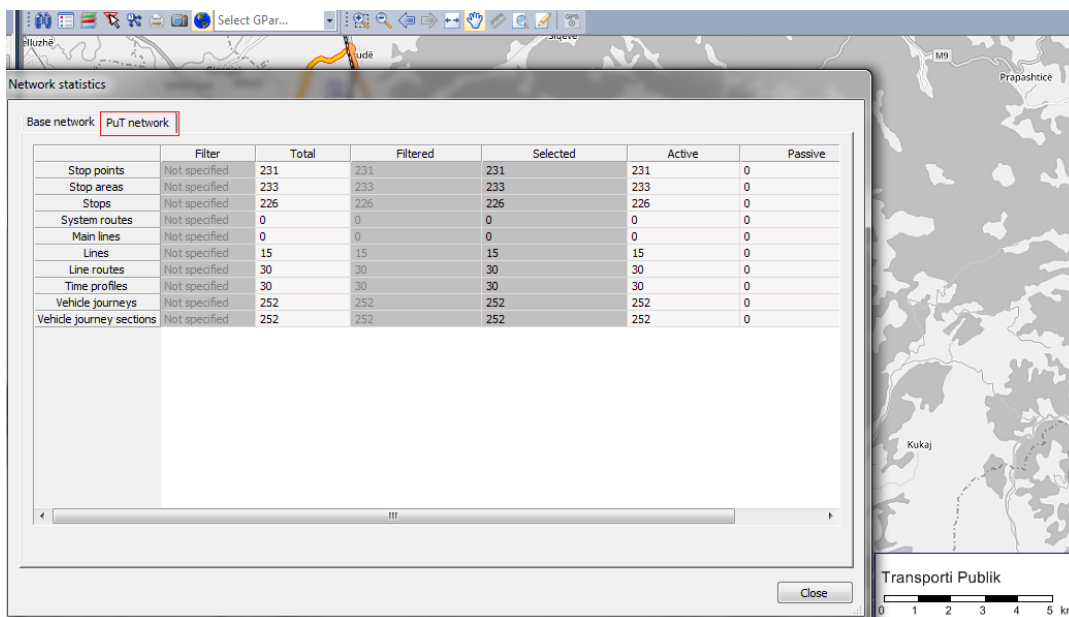 Select GPar...
GPS
elluzhë
udë
M9
Prapashticë
Network statistics
Base network PuT network
Filter Total Filtered Selected Active Passive
Stop points Not specified 231 231 231 231 0
Stop areas Not specified 233 233 233 233 0
Stops Not specified 226 226 226 226 0
System routes Not specified 0 0 0 0 0
Main lines Not specified 0 0 0 0 0
Lines Not specified 15 15 15 15 0
Line routes Not specified 30 30 30 30 0
Time profiles Not specified 30 30 30 30 0
Vehicle journeys Not specified 252 252 252 252 0
Vehicle journey sections Not specified 252 252 252 252 0
Kukaj
Close
Transporti Publik
0 1 2 3 4 5 km